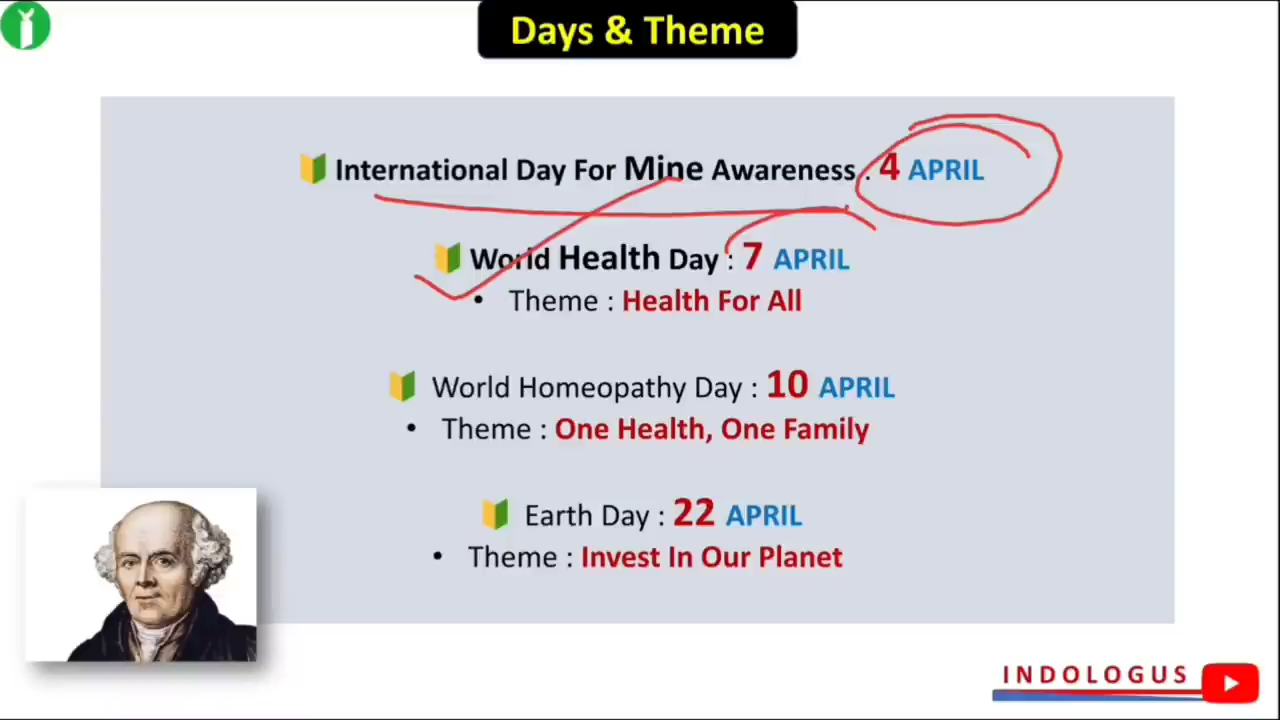 Days & Theme
International Day For Mine Awareness : 4 APRIL
World Health Day : 7 APRIL
• Theme : Health For All
World Homeopathy Day : 10 APRIL
• Theme : One Health, One Family
Earth Day : 22 APRIL
• Theme : Invest In Our Planet
INDOLOGUS